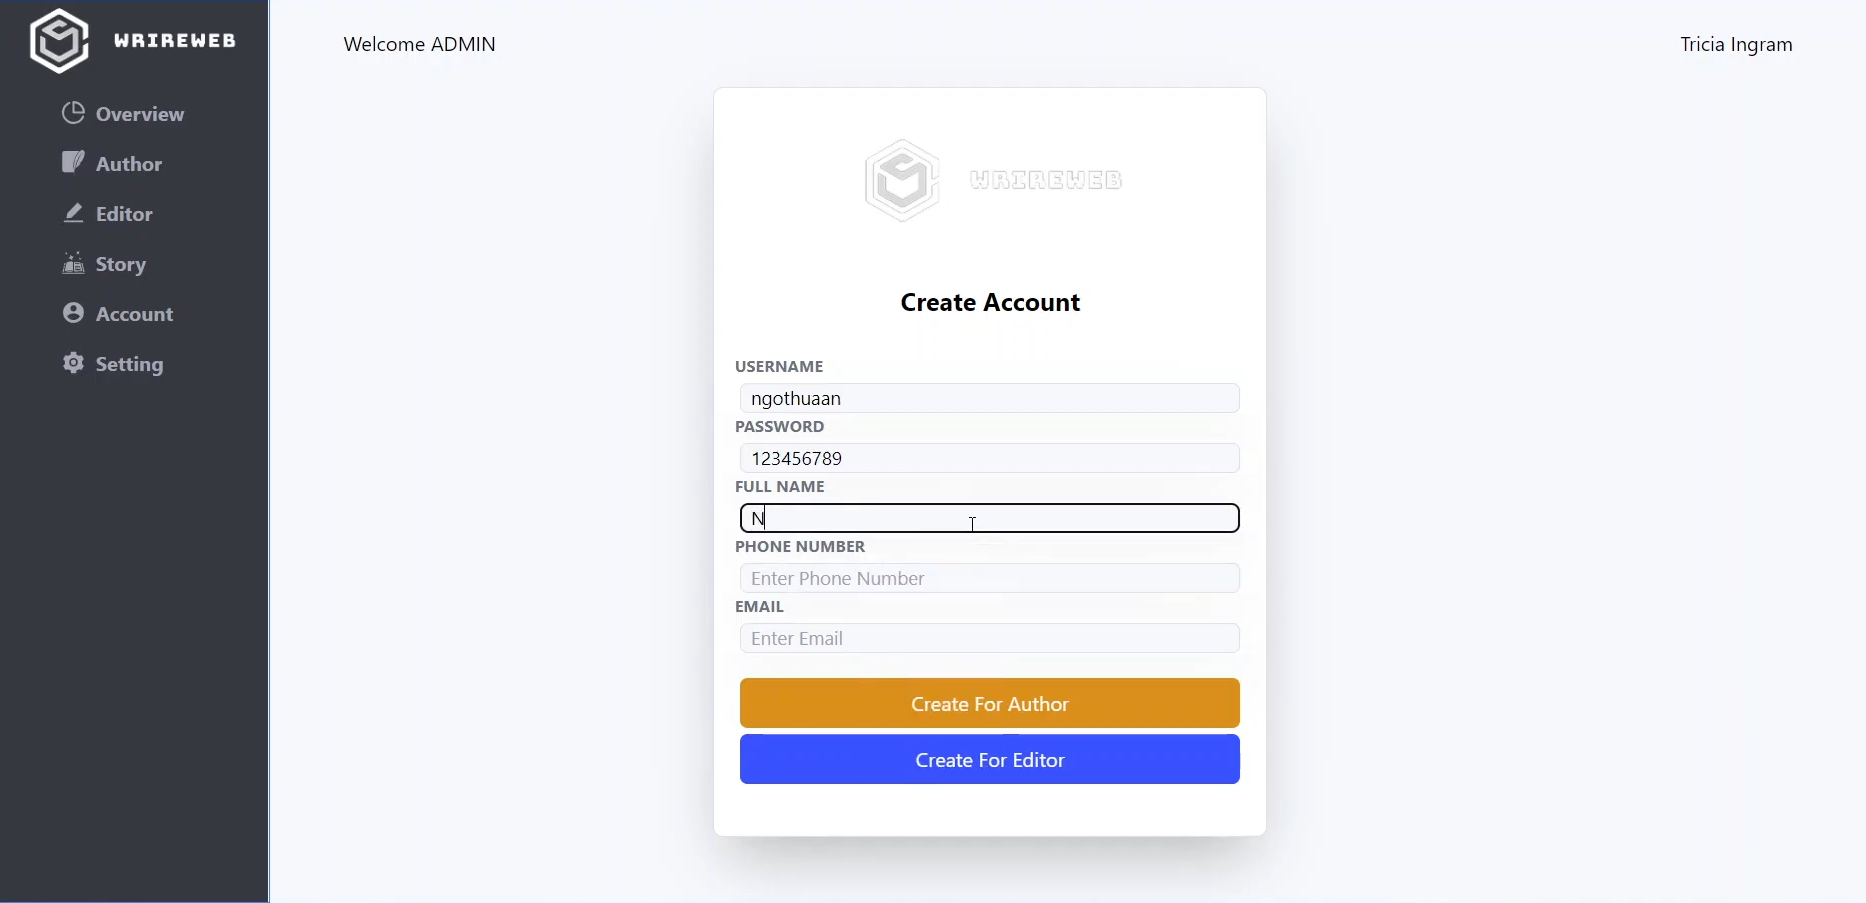 WRIREWEB
Welcome ADMIN
Tricia Ingram
Overview
Author
Editor
Story
Account
Setting
WRIREWEB
Create Account
USERNAME
ngothuaan
PASSWORD
123456789
FULL NAME
N
PHONE NUMBER
Enter Phone Number
EMAIL
Enter Email
Create For Author
Create For Editor